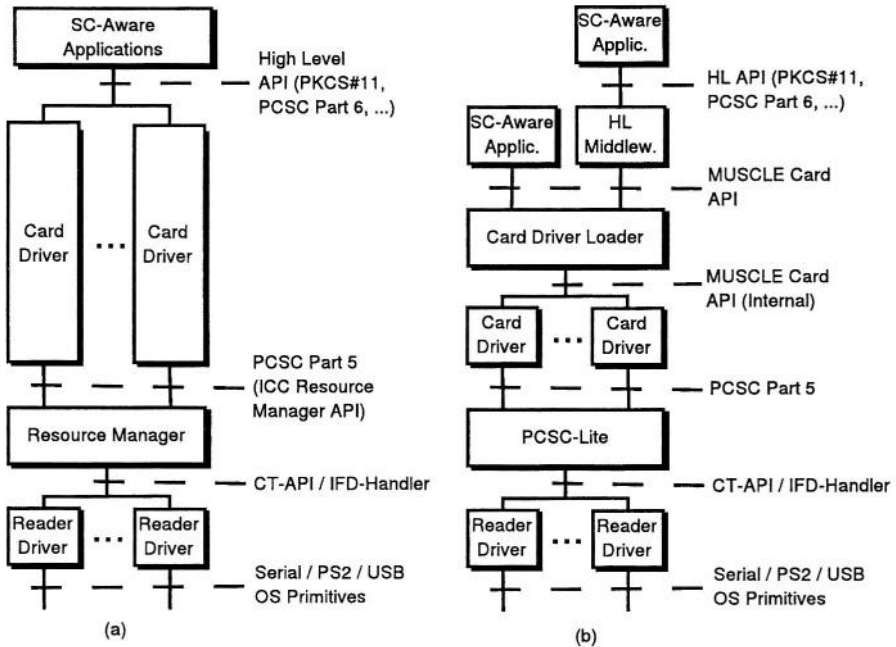 SC-Aware
Applications
High Level
API (PKCS#11,
PCSC Part 6, ...)
Card
Driver
...
Card
Driver
PCSC Part 5
(ICC Resource
Manager API)
Resource Manager
CT-API / IFD-Handler
Reader
Driver
...
Reader
Driver
Serial / PS2 / USB
OS Primitives
(a)
SC-Aware
Applic.
HL API (PKCS#11,
PCSC Part 6, ...)
SC-Aware
Applic.
HL
Middlew.
MUSCLE Card
API
Card Driver Loader
MUSCLE Card
API (Internal)
Card
Driver
...
Card
Driver
PCSC Part 5
PCSC-Lite
CT-API / IFD-Handler
Reader
Driver
...
Reader
Driver
Serial / PS2 / USB
OS Primitives
(b)